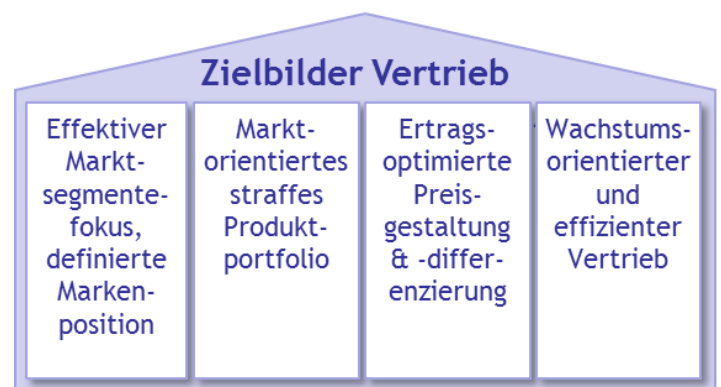 Zielbilder Vertrieb
Effektiver
Markt-
segmente-
fokus,
definierte
Marken-
position
Markt-
orientiertes
straffes
Produkt-
portfolio
Ertrags-
optimierte
Preis-
gestaltung
& -differ-
enzierung
Wachstums-
orientierter
und
effizienter
Vertrieb